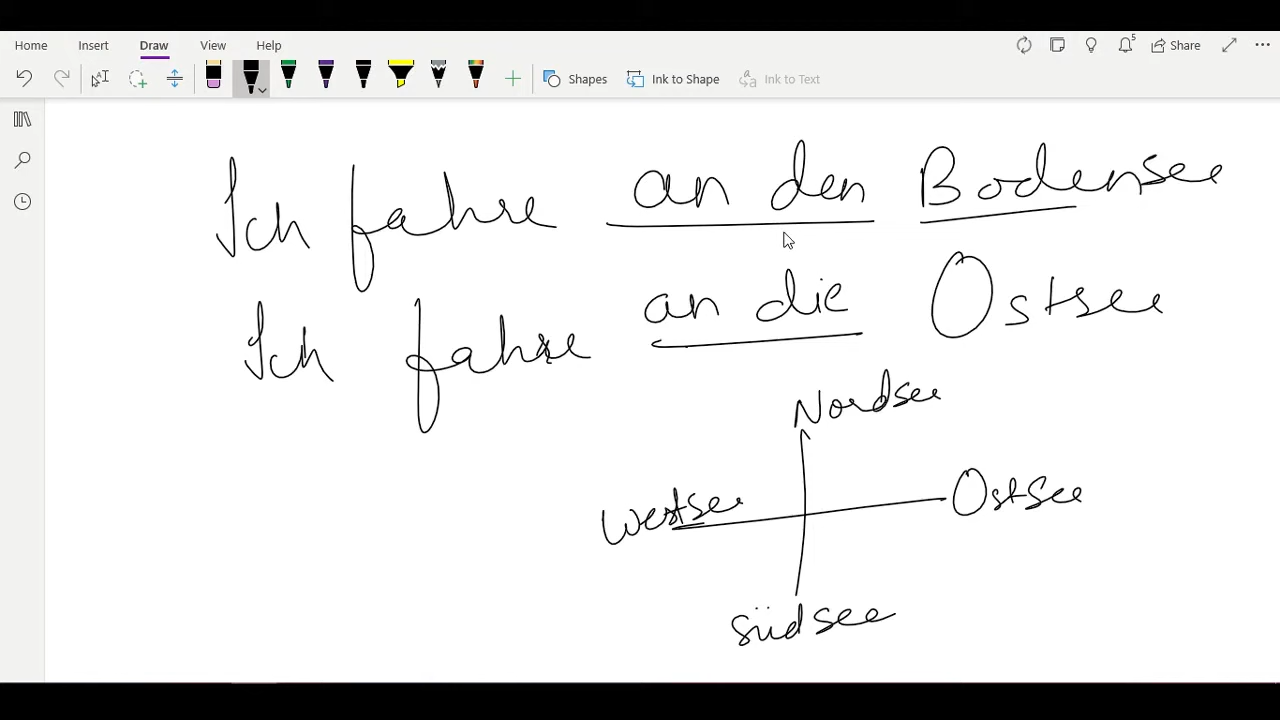 Home Insert Draw View Help
5 Share
Shapes Ink to Shape Ink to Text
Ich fahre an den Bodensee
Ich fahre an die Ostsee
Nordsee
Westsee Ostsee
südsee